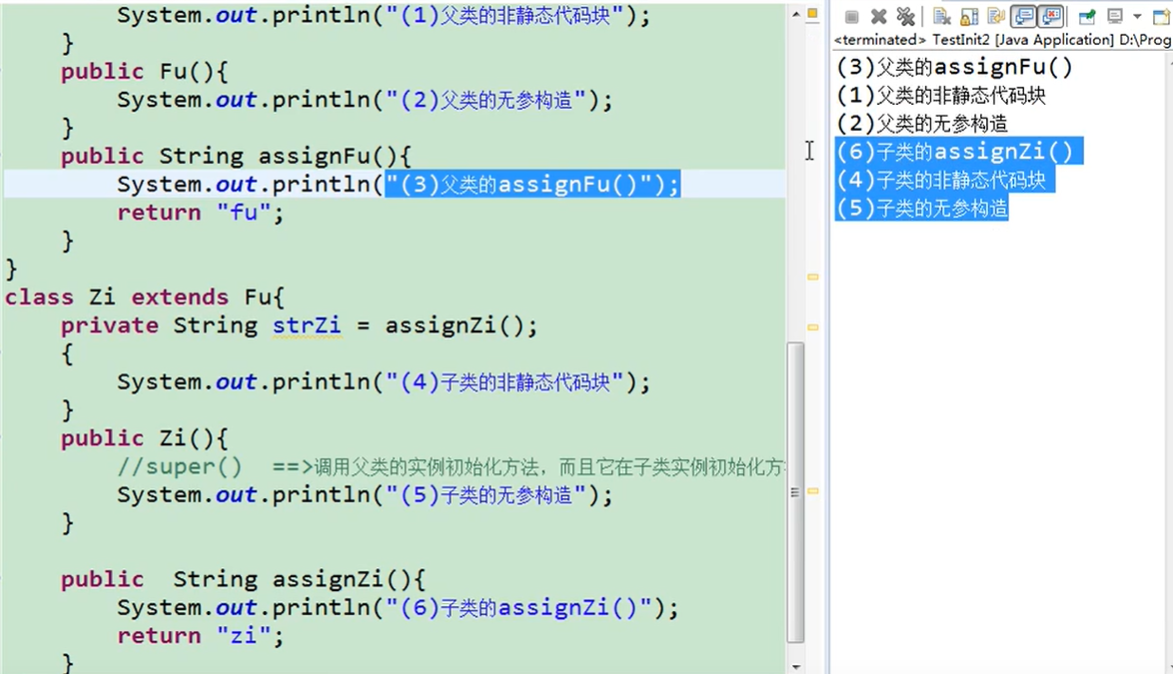 System.out.println("(1)父类的非静态代码块");
}
public Fu(){
System.out.println("(2)父类的无参构造");
}
public String assignFu(){
System.out.println("(3)父类的assignFu()");
return "fu";
}
}
class Zi extends Fu{
private String strZi = assignZi();
{
System.out.println("(4)子类的非静态代码块");
}
public Zi(){
//super()  ==>调用父类的实例初始化方法，而且它在子类实例初始化方
System.out.println("(5)子类的无参构造");
}
public  String assignZi(){
System.out.println("(6)子类的assignZi()");
return "zi";
}
<terminated> TestInit2 [Java Application] D:\Prog
(3)父类的assignFu()
(1)父类的非静态代码块
(2)父类的无参构造
(6)子类的assignZi()
(4)子类的非静态代码块
(5)子类的无参构造